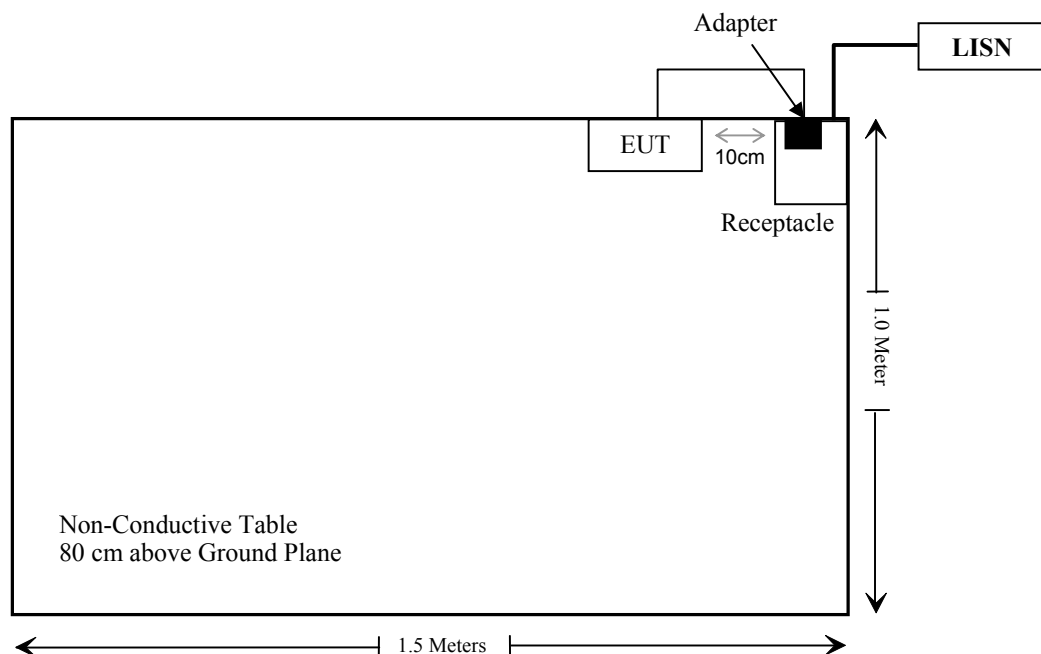 Adapter
LISN
EUT
10cm
Receptacle
1.0 Meter
Non-Conductive Table
80 cm above Ground Plane
1.5 Meters